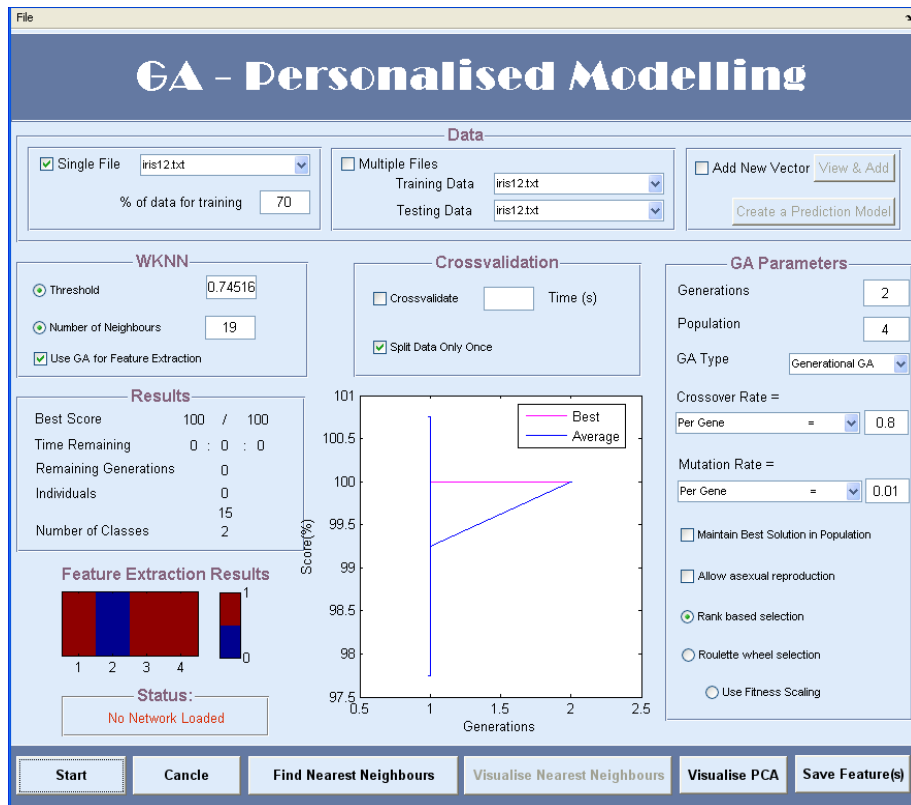 File
GA - Personalised Modelling
Data
Single File iris12.txt
% of data for training 70
Multiple Files
Training Data iris12.txt
Testing Data iris12.txt
Add New Vector View & Add
Create a Prediction Model
WKNN
Threshold 0.74516
Number of Neighbours 19
Use GA for Feature Extraction
Crossvalidation
Crossvalidate Time (s)
Split Data Only Once
GA Parameters
Generations 2
Population 4
GA Type Generational GA
Crossover Rate =
Per Gene = 0.8
Mutation Rate =
Per Gene = 0.01
Maintain Best Solution in Population
Allow asexual reproduction
Rank based selection
Roulette wheel selection
Use Fitness Scaling
Results
Best Score 100 / 100
Time Remaining 0 : 0 : 0
Remaining Generations 0
Individuals 0
15
Number of Classes 2
Feature Extraction Results
1
0
1 2 3 4
Status:
No Network Loaded
Best
Average
101
100.5
100
99.5
99
98.5
98
97.5
Score(%)
0.5 1 1.5 2 2.5
Generations
Start Cancle Find Nearest Neighbours Visualise Nearest Neighbours Visualise PCA Save Feature(s)